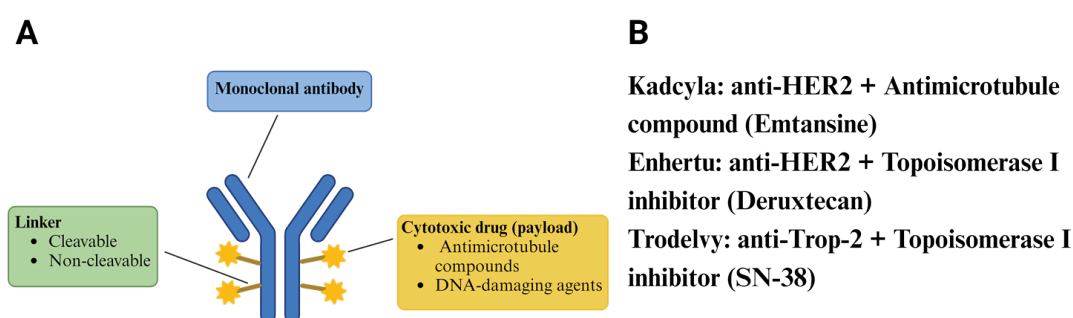 A
Monoclonal antibody
Linker
• Cleavable
• Non-cleavable
Cytotoxic drug (payload)
• Antimicrotubule
compounds
• DNA-damaging agents
B
Kadcyla: anti-HER2 + Antimicrotubule
compound (Emtansine)
Enhertu: anti-HER2 + Topoisomerase I
inhibitor (Deruxtecan)
Trodelvy: anti-Trop-2 + Topoisomerase I
inhibitor (SN-38)